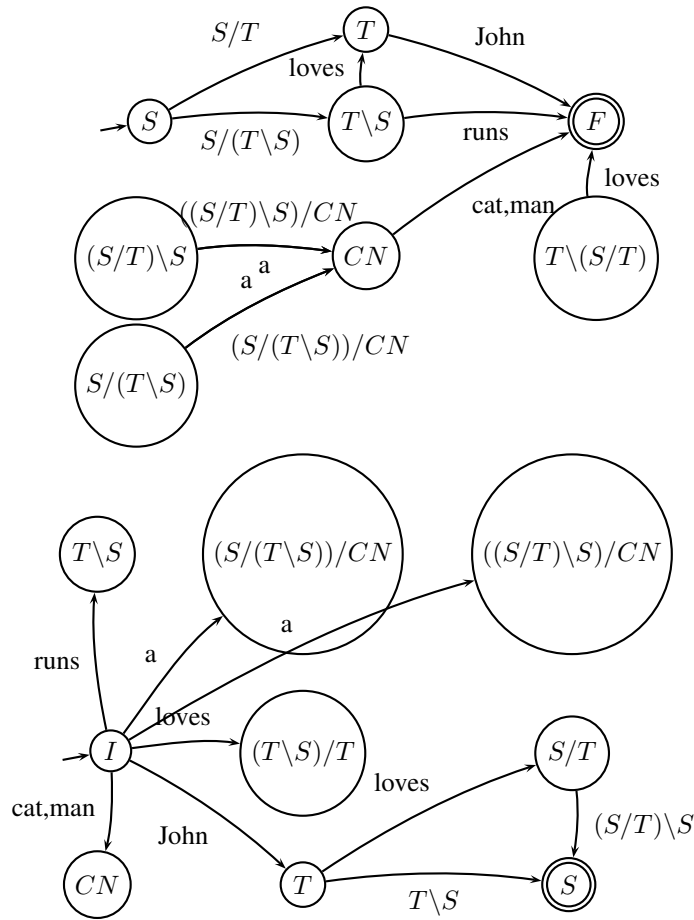 S/T
T
John
loves
S
T\S
F
S/(T\S)
runs
((S/T)\S)/CN
cat,man
loves
(S/T)\S
a
CN
T\(S/T)
a
(S/(T\S))/CN
S/(T\S)
T\S
(S/(T\S))/CN
((S/T)\S)/CN
a
runs
a
loves
I
(T\S)/T
S/T
loves
cat,man
John
(S/T)\S
CN
T
T\S
S